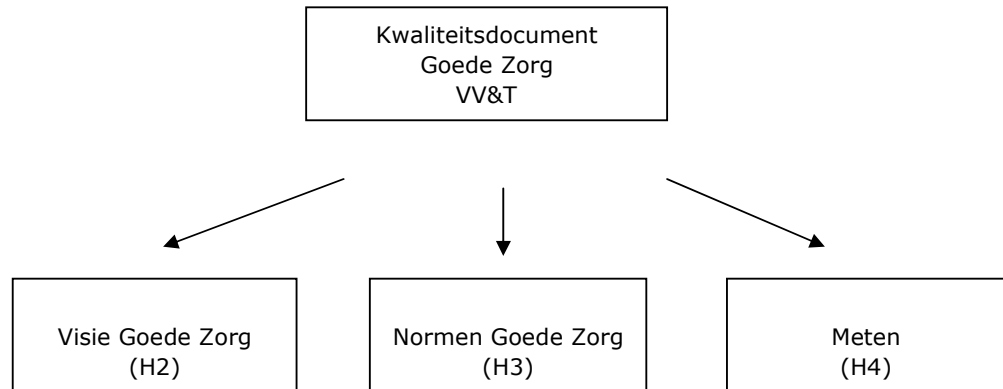 Kwaliteitsdocument
Goede Zorg
VV&T
Visie Goede Zorg
(H2)
Normen Goede Zorg
(H3)
Meten
(H4)